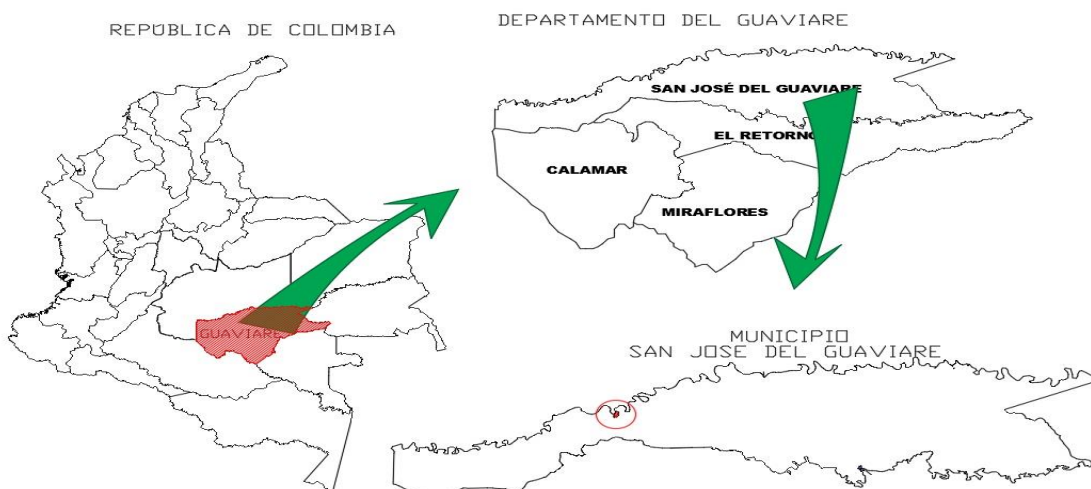 REPÚBLICA DE COLOMBIA
GUAVIARE
DEPARTAMENTO DEL GUAVIARE
SAN JOSÉ DEL GUAVIARE
EL RETORNO
CALAMAR
MIRAFLORES
MUNICIPIO
SAN JOSE DEL GUAVIARE